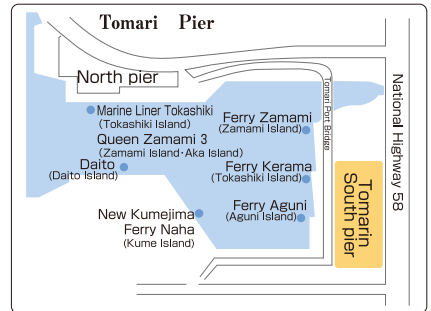 Tomari Pier
North pier
Marine Liner Tokashiki
(Tokashiki Island)
Queen Zamami 3
(Zamami Island・Aka Island)
Daito
(Daito Island)
New Kumejima
Ferry Naha
(Kume Island)
Ferry Zamami
(Zamami Island)
Ferry Kerama
(Tokashiki Island)
Ferry Aguni
(Aguni Island)
Tomari Port Bridge
Tomarin
South pier
National Highway 58